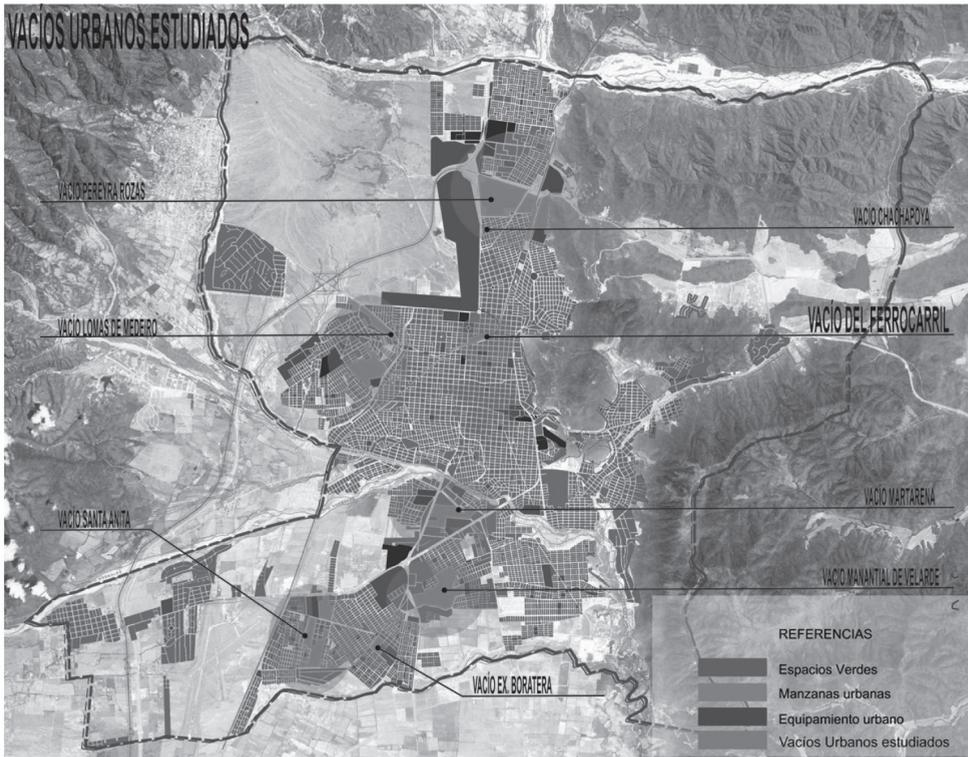 VACÍOS URBANOS ESTUDIADOS
VACÍO PEREYRA ROZAS
VACÍO CHACHAPOYA
VACÍO LOMAS DE MEDEIRO
VACÍO DEL FERROCARRIL
VACÍO MARTARENA
VACÍO SANTA ANITA
VACÍO MANANTIAL DE VELARDE
VACÍO EX. BORATERA
REFERENCIAS
Espacios Verdes
Manzanas urbanas
Equipamiento urbano
Vacíos Urbanos estudiados